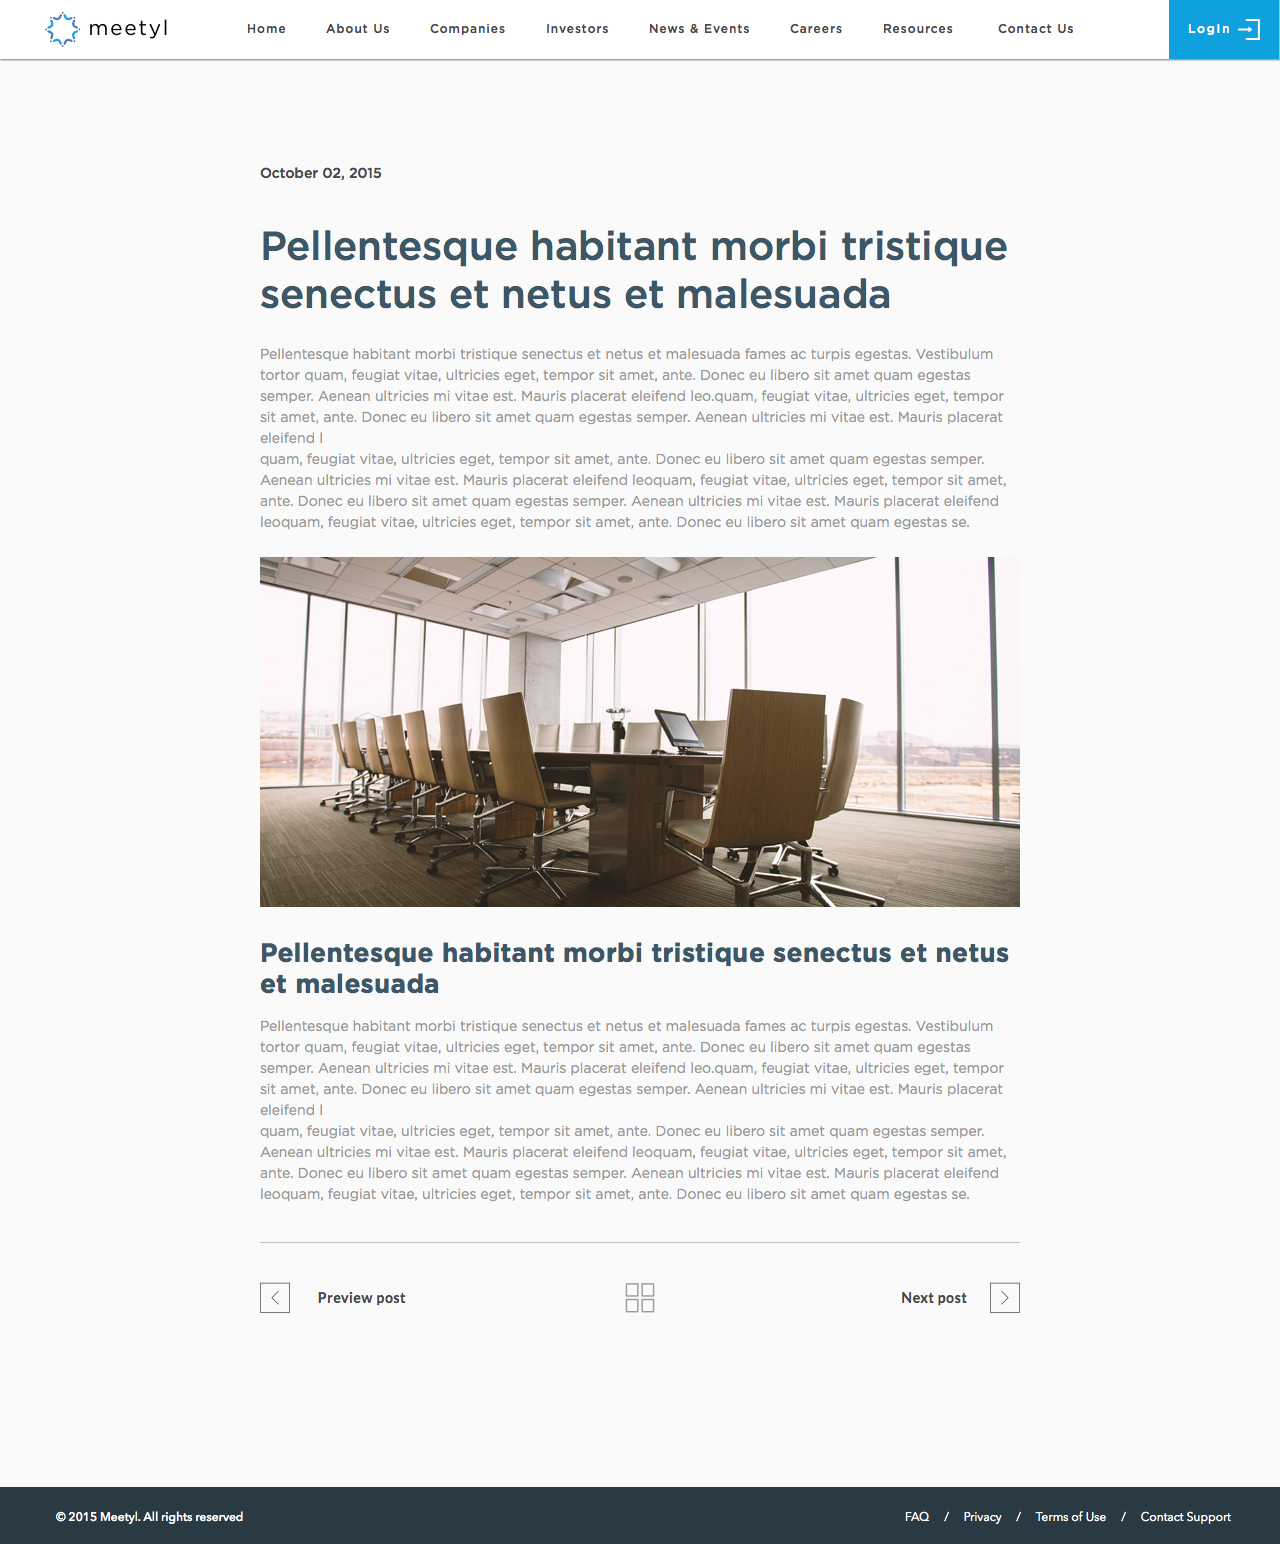 meetyl
Home About Us Companies Investors News & Events Careers Resources Contact Us LogIn
October 02, 2015
Pellentesque habitant morbi tristique
senectus et netus et malesuada
Pellentesque habitant morbi tristique senectus et netus et malesuada fames ac turpis egestas. Vestibulum
tortor quam, feugiat vitae, ultricies eget, tempor sit amet, ante. Donec eu libero sit amet quam egestas
semper. Aenean ultricies mi vitae est. Mauris placerat eleifend leo.quam, feugiat vitae, ultricies eget, tempor
sit amet, ante. Donec eu libero sit amet quam egestas semper. Aenean ultricies mi vitae est. Mauris placerat
eleifend l
quam, feugiat vitae, ultricies eget, tempor sit amet, ante. Donec eu libero sit amet quam egestas semper.
Aenean ultricies mi vitae est. Mauris placerat eleifend leoquam, feugiat vitae, ultricies eget, tempor sit amet,
ante. Donec eu libero sit amet quam egestas semper. Aenean ultricies mi vitae est. Mauris placerat eleifend
leoquam, feugiat vitae, ultricies eget, tempor sit amet, ante. Donec eu libero sit amet quam egestas se.
Pellentesque habitant morbi tristique senectus et netus
et malesuada
Pellentesque habitant morbi tristique senectus et netus et malesuada fames ac turpis egestas. Vestibulum
tortor quam, feugiat vitae, ultricies eget, tempor sit amet, ante. Donec eu libero sit amet quam egestas
semper. Aenean ultricies mi vitae est. Mauris placerat eleifend leo.quam, feugiat vitae, ultricies eget, tempor
sit amet, ante. Donec eu libero sit amet quam egestas semper. Aenean ultricies mi vitae est. Mauris placerat
eleifend l
quam, feugiat vitae, ultricies eget, tempor sit amet, ante. Donec eu libero sit amet quam egestas semper.
Aenean ultricies mi vitae est. Mauris placerat eleifend leoquam, feugiat vitae, ultricies eget, tempor sit amet,
ante. Donec eu libero sit amet quam egestas semper. Aenean ultricies mi vitae est. Mauris placerat eleifend
leoquam, feugiat vitae, ultricies eget, tempor sit amet, ante. Donec eu libero sit amet quam egestas se.
Preview post Next post
© 2015 Meetyl. All rights reserved FAQ / Privacy / Terms of Use / Contact Support